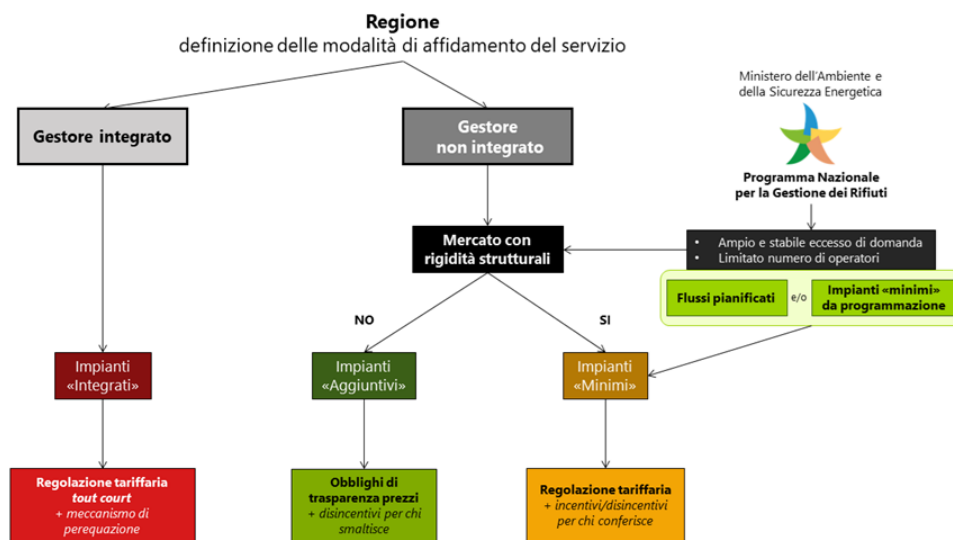 Regione
definizione delle modalità di affidamento del servizio
Ministero dell'Ambiente e
della Sicurezza Energetica
Gestore integrato
Gestore
non integrato
Programma Nazionale
per la Gestione dei Rifiuti
Mercato con
rigidità strutturali
• Ampio e stabile eccesso di domanda
• Limitato numero di operatori
Flussi pianificati
e/o
Impianti «minimi»
da programmazione
NO
SI
Impianti
«Integrati»
Impianti
«Aggiuntivi»
Impianti
«Minimi»
Regolazione tariffaria
tout court
+ meccanismo di
perequazione
Obblighi di
trasparenza prezzi
+ disincentivi per chi
smaltisce
Regolazione tariffaria
+ incentivi/disincentivi
per chi conferisce